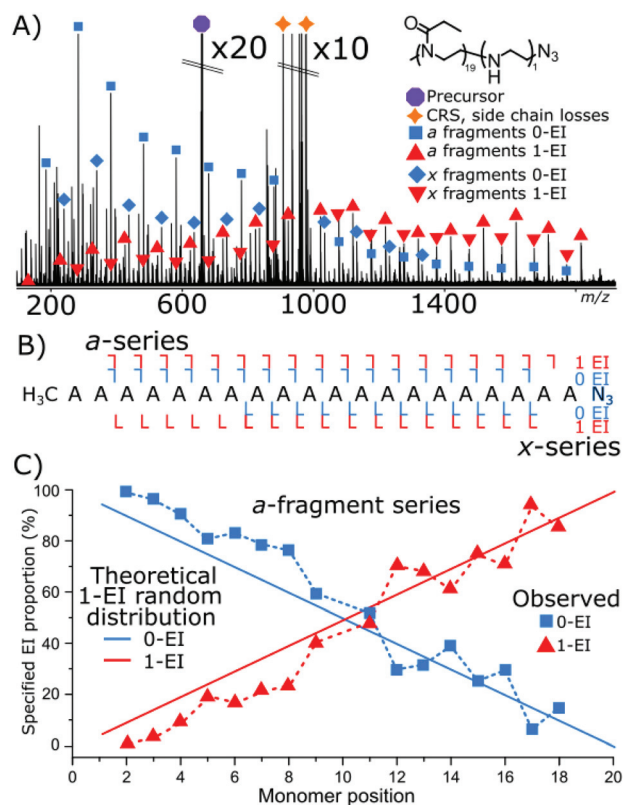 A)
x20
x10
N
O
N
H
19
1
N₃
Precursor
CRS, side chain losses
a fragments 0-EI
a fragments 1-EI
x fragments 0-EI
x fragments 1-EI
200 600 1000 1400 m/z
B)
a-series
1 EI
0 EI
H₃C A A A A A A A A A A A A A A A A A A A A N₃
0 EI
1 EI
x-series
C)
a-fragment series
Specified EI proportion (%)
100
80
60
40
20
0
Theoretical
1-EI random
distribution
0-EI
1-EI
Observed
0-EI
1-EI
0 2 4 6 8 10 12 14 16 18 20
Monomer position